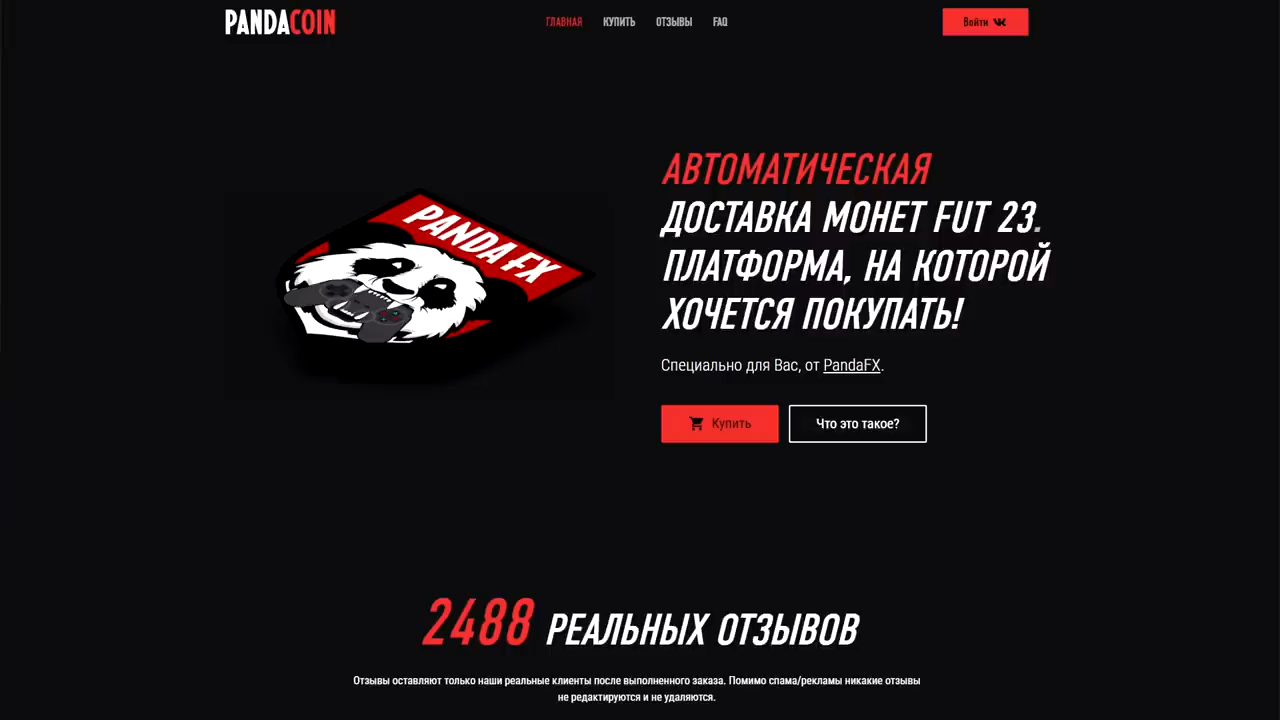 PANDACOIN
ГЛАВНАЯ
КУПИТЬ
ОТЗЫВЫ
FAQ
Войти
PANDA FX
АВТОМАТИЧЕСКАЯ
ДОСТАВКА МОНЕТ FUT 23.
ПЛАТФОРМА, НА КОТОРОЙ
ХОЧЕТСЯ ПОКУПАТЬ!
Специально для Вас, от PandaFX.
Купить
Что это такое?
2488 РЕАЛЬНЫХ ОТЗЫВОВ
Отзывы оставляют только наши реальные клиенты после выполненного заказа. Помимо спама/рекламы никакие отзывы
не редактируются и не удаляются.